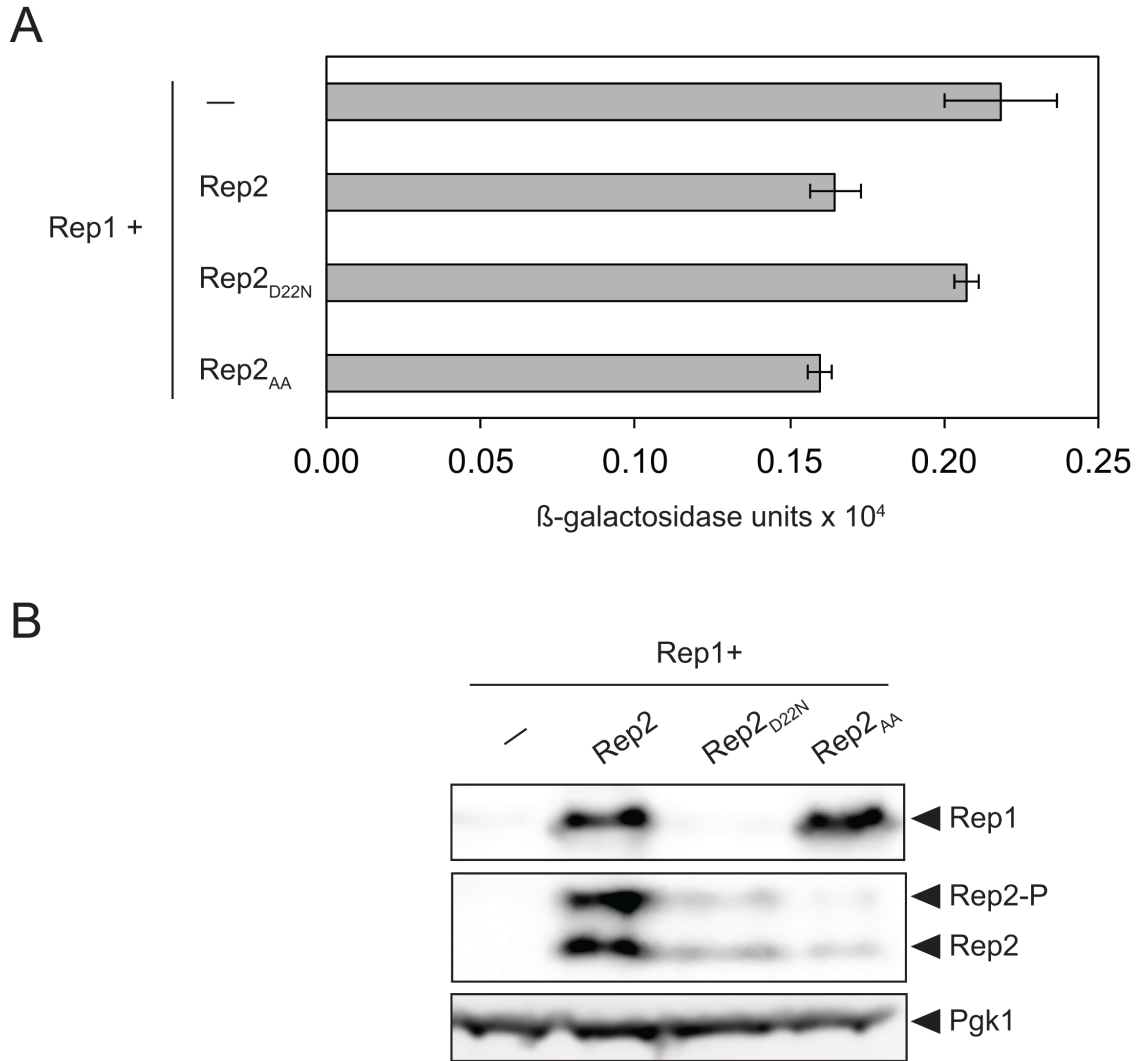 A
—
Rep2
Rep1 +
Rep2D22N
Rep2AA
0.00 0.05 0.10 0.15 0.20 0.25
ß-galactosidase units x 10⁴
B
Rep1+
— Rep2 Rep2D22N Rep2AA
Rep1
Rep2-P
Rep2
Pgk1